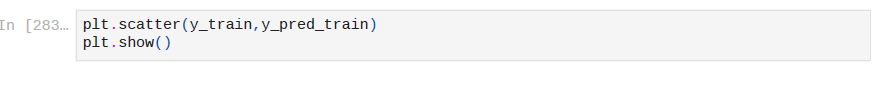 In [283…
plt.scatter(y_train,y_pred_train)
plt.show()